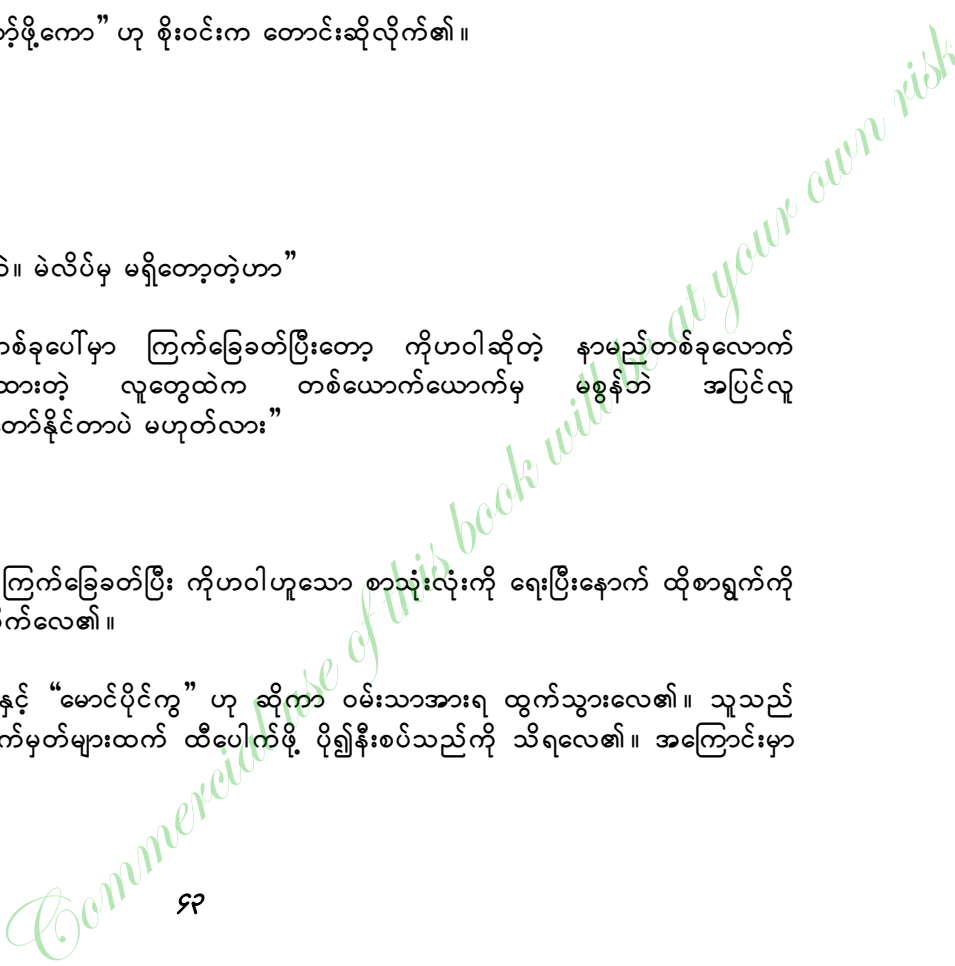 ဖို့ကော” ဟု စိုးဝင်းက တောင်းဆိုလိုက်၏။
မဲလိပ်မှ မရှိတော့တဲ့ဟာ”
တစ်ခုပေါ်မှာ ကြက်ခြေခတ်ပြီးတော့ ကိုဟဝါဆိုတဲ့ နာမည်တစ်ခုလောက်
ထားတဲ့ လူတွေထဲက တစ်ယောက်ယောက်မှ မစွန်ဘဲ အပြင်လူ
တော်နိုင်တာပဲ မဟုတ်လား”
ကြက်ခြေခတ်ပြီး ကိုဟဝါဟူသော စာသုံးလုံးကို ရေးပြီးနောက် ထိုစာရွက်ကို
လိုက်လေ၏။
နှင့် “မောင်ပိုင်ကွ” ဟု ဆိုကာ ဝမ်းသာအားရ ထွက်သွားလေ၏။ သူသည်
လက်မှတ်များထက် ထီပေါက်ဖို့ ပို၍နီးစပ်သည်ကို သိရလေ၏။ အကြောင်းမှာ
၄၃
Commercial use of this book will be at your own risk